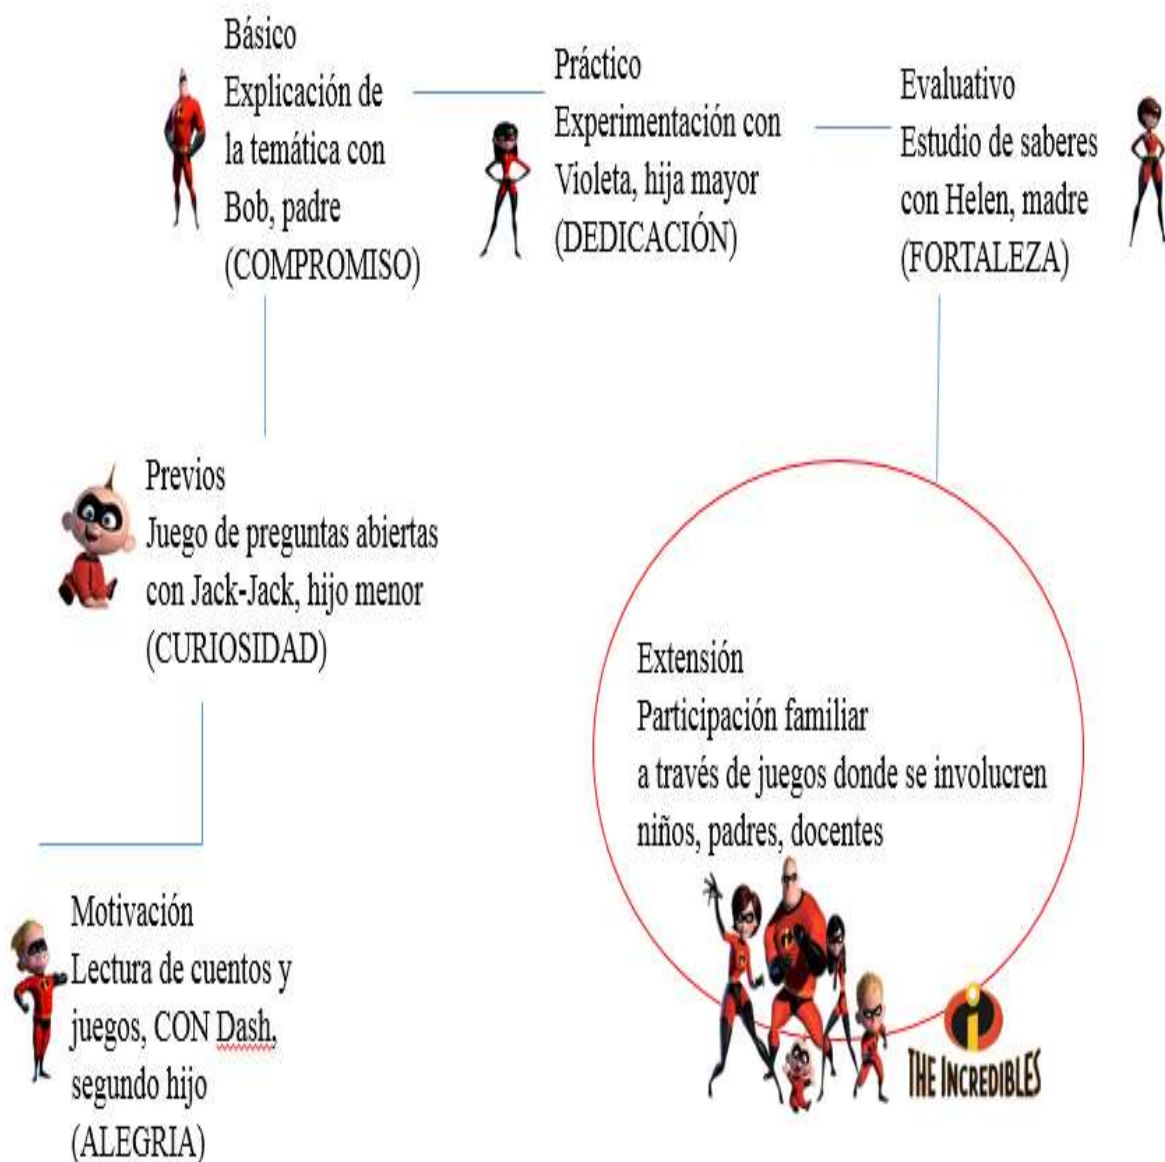 Básico
Explicación de
la temática con
Bob, padre
(COMPROMISO)
Práctico
Experimentación con
Violeta, hija mayor
(DEDICACIÓN)
Evaluativo
Estudio de saberes
con Helen, madre
(FORTALEZA)
Previos
Juego de preguntas abiertas
con Jack-Jack, hijo menor
(CURIOSIDAD)
Extensión
Participación familiar
a través de juegos donde se involucren
niños, padres, docentes
Motivación
Lectura de cuentos y
juegos, CON Dash,
segundo hijo
(ALEGRIA)
THE INCREDIBLES